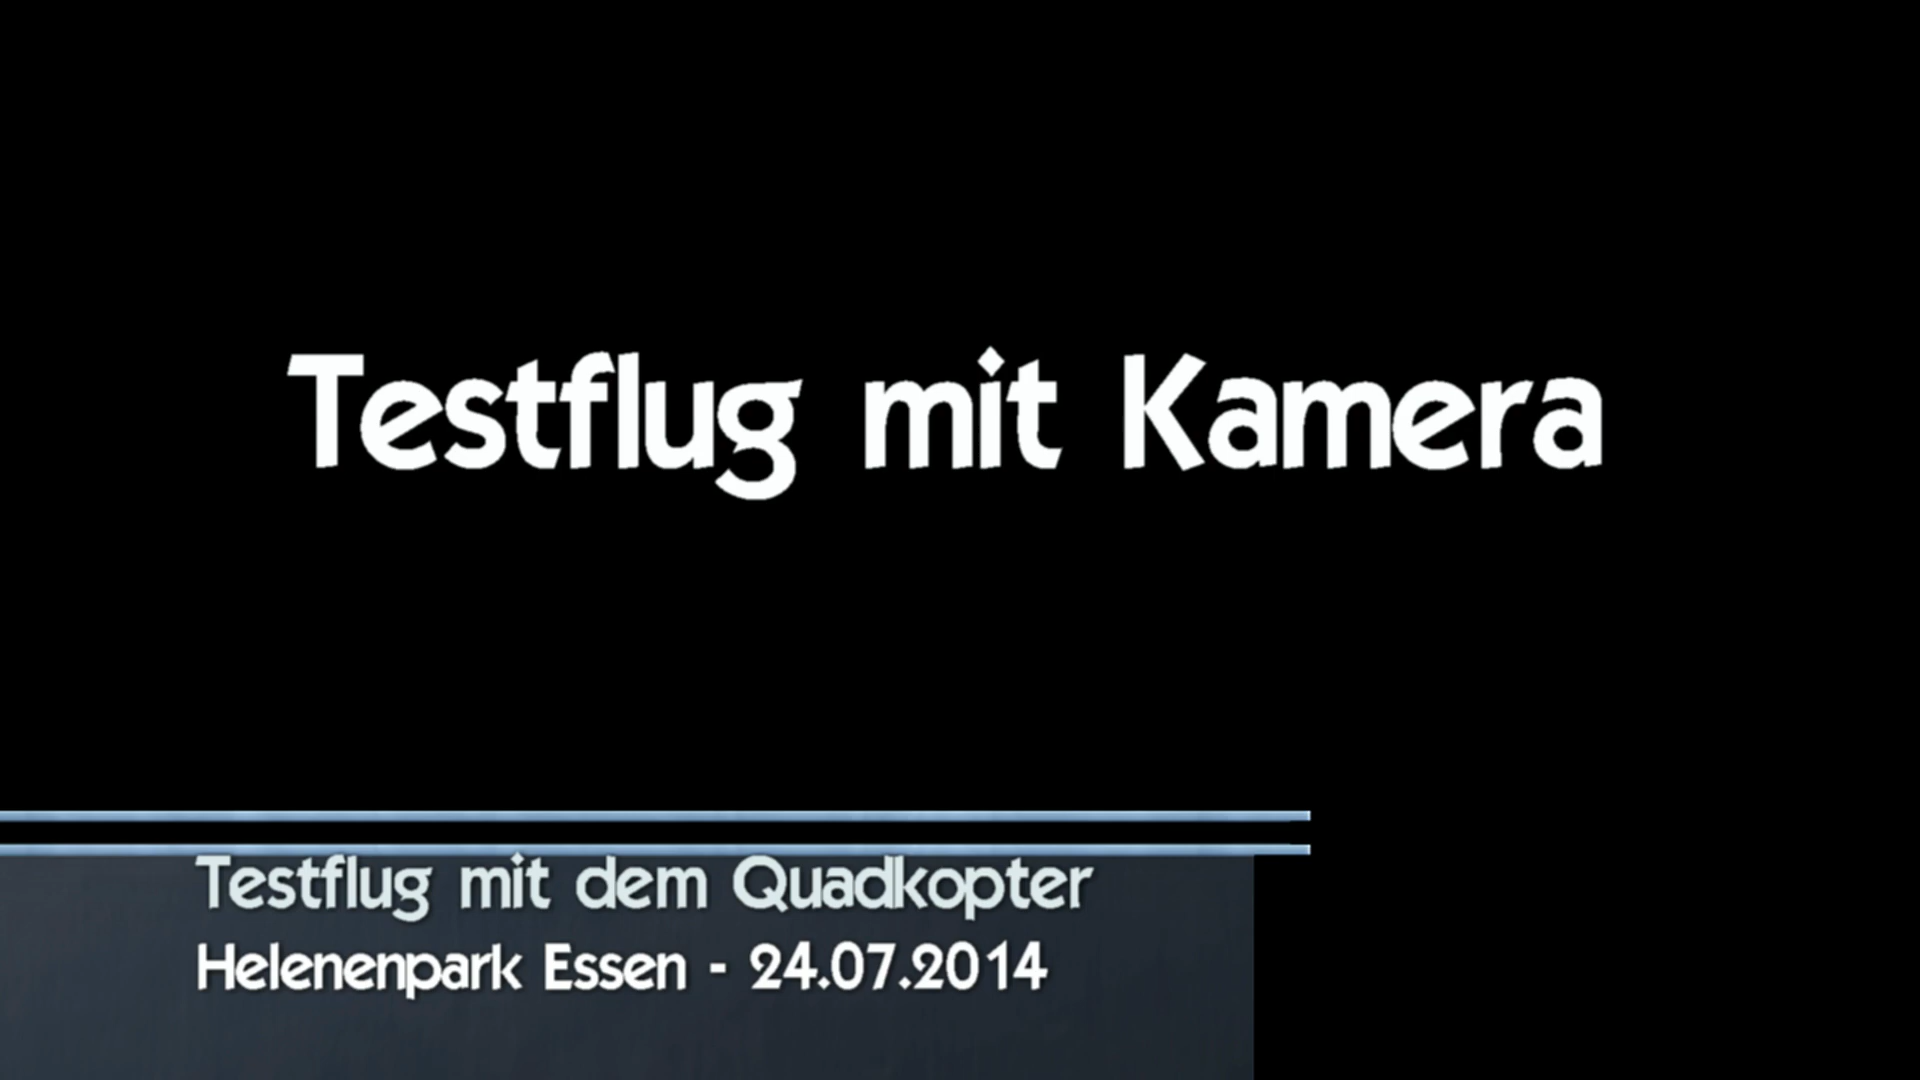 Testflug mit Kamera
Testflug mit dem Quadkopter
Helenenpark Essen - 24.07.2014